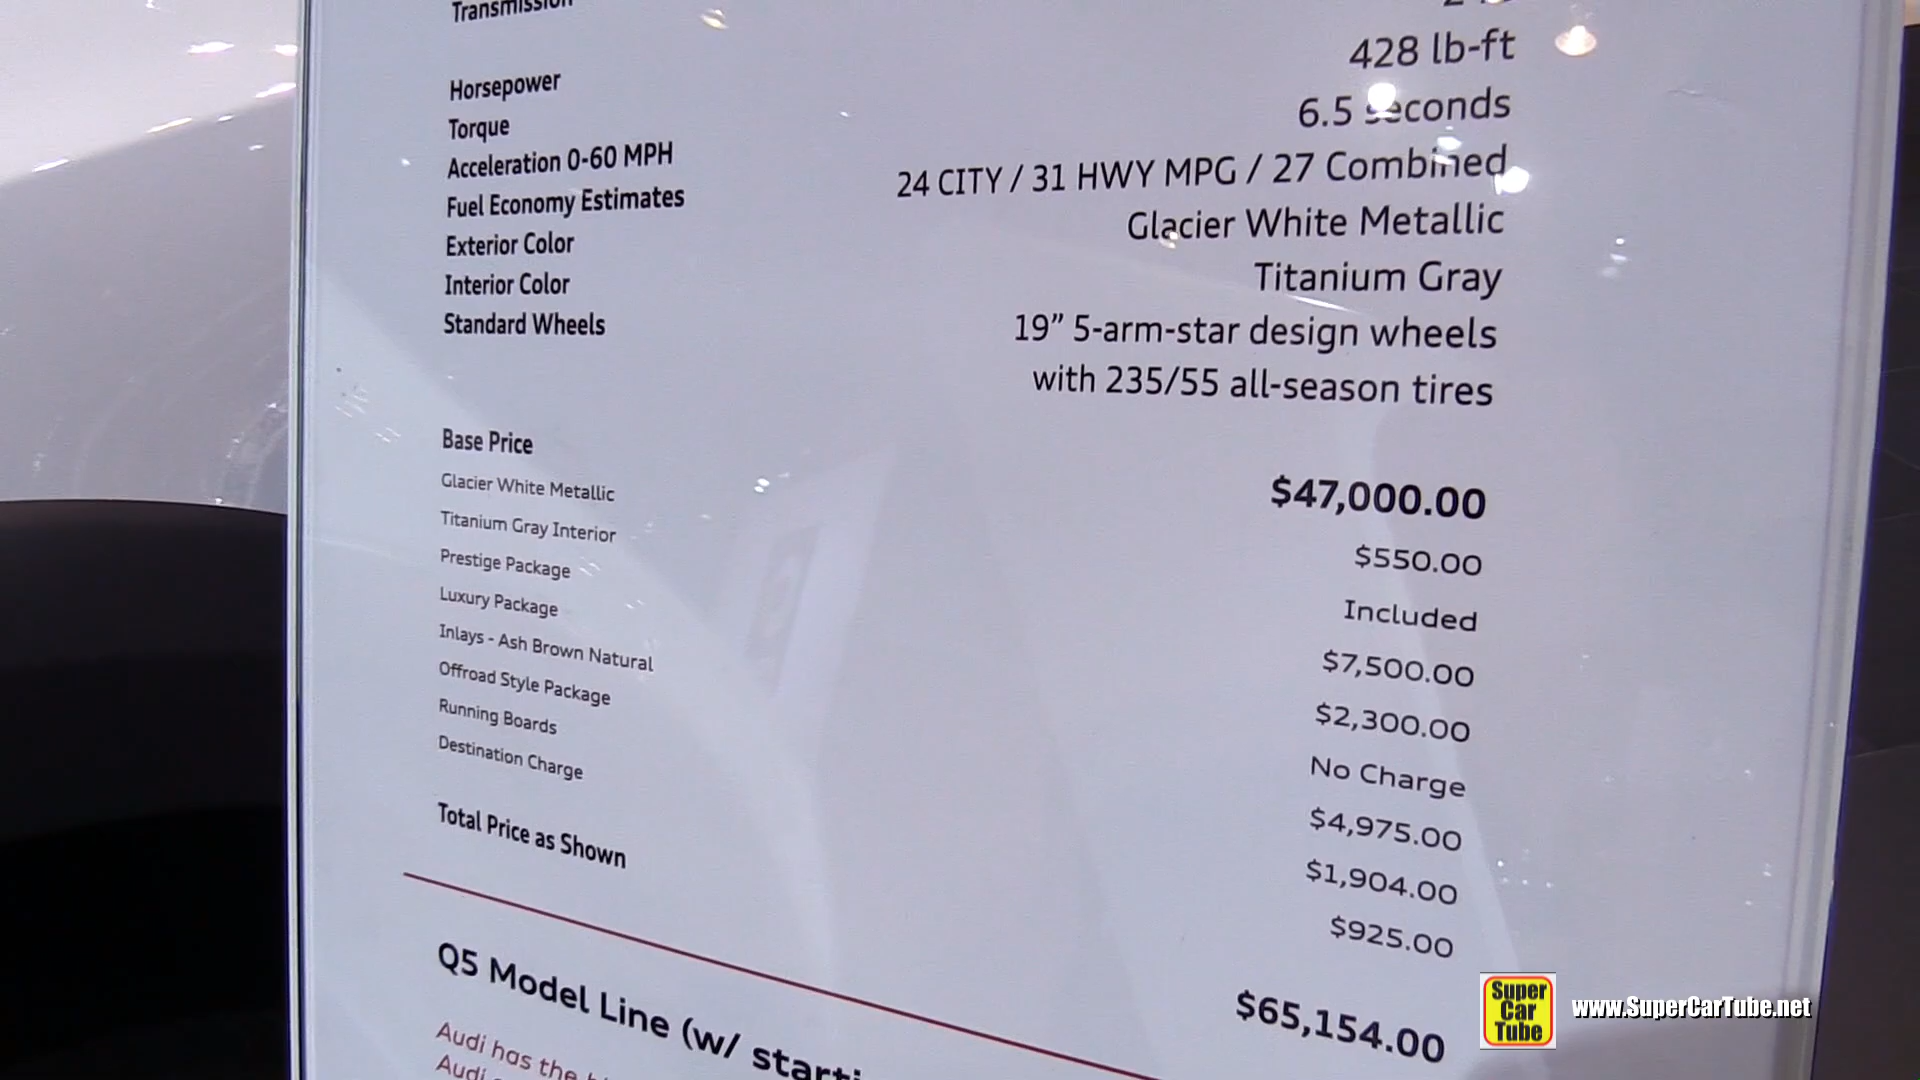 Transmission
Horsepower
Torque 428 lb-ft
Acceleration 0-60 MPH 6.5 seconds
Fuel Economy Estimates 24 CITY / 31 HWY MPG / 27 Combined
Exterior Color Glacier White Metallic
Interior Color Titanium Gray
Standard Wheels 19" 5-arm-star design wheels
with 235/55 all-season tires
Base Price $47,000.00
Glacier White Metallic $550.00
Titanium Gray Interior Included
Prestige Package $7,500.00
Luxury Package $2,300.00
Inlays - Ash Brown Natural No Charge
Offroad Style Package $4,975.00
Running Boards $1,904.00
Destination Charge $925.00
Total Price as Shown $65,154.00
Q5 Model Line (w/
Audi has the
Audi
Super
Car
Tube
www.SuperCarTube.net